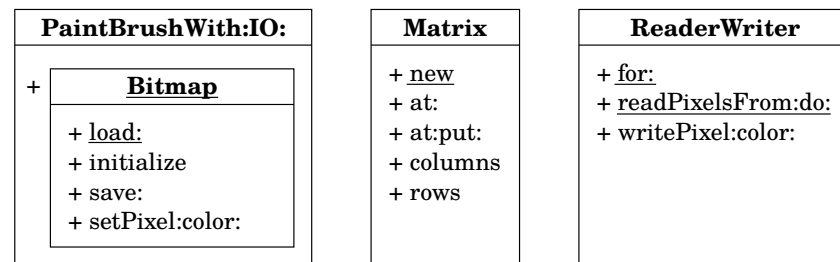 PaintBrushWith:IO:
+ Bitmap
+ load:
+ initialize
+ save:
+ setPixel:color:
Matrix
+ new
+ at:
+ at:put:
+ columns
+ rows
ReaderWriter
+ for:
+ readPixelsFrom:do:
+ writePixel:color: